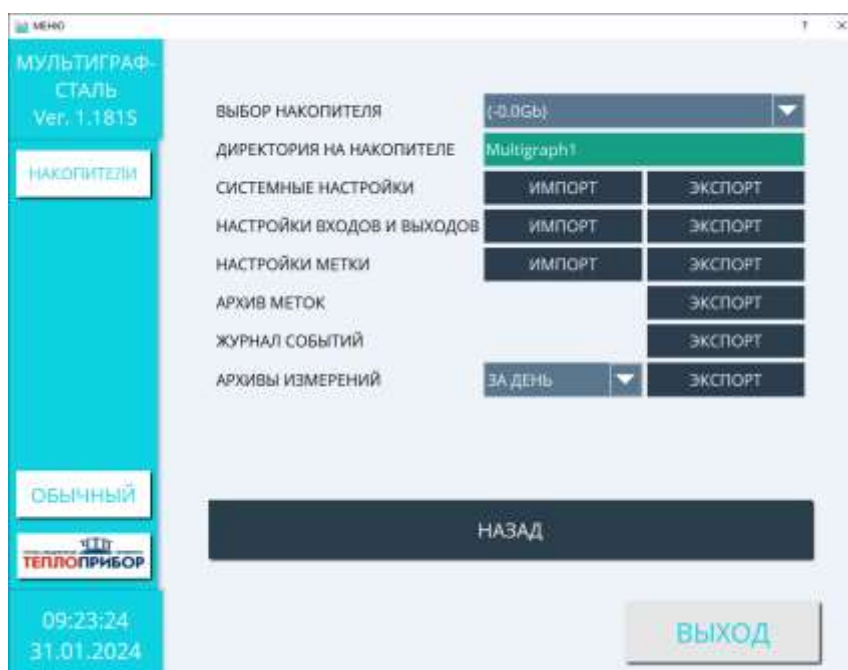 МЕНЮ
МУЛЬТИГРАФ-
СТАЛЬ
Ver. 1.181S
НАКОПИТЕЛИ
ВЫБОР НАКОПИТЕЛЯ (-0.0Gb)
ДИРЕКТОРИЯ НА НАКОПИТЕЛЕ Multigraph1
СИСТЕМНЫЕ НАСТРОЙКИ ИМПОРТ ЭКСПОРТ
НАСТРОЙКИ ВХОДОВ И ВЫХОДОВ ИМПОРТ ЭКСПОРТ
НАСТРОЙКИ МЕТКИ ИМПОРТ ЭКСПОРТ
АРХИВ МЕТОК ЭКСПОРТ
ЖУРНАЛ СОБЫТИЙ ЭКСПОРТ
АРХИВЫ ИЗМЕРЕНИЙ ЗА ДЕНЬ ЭКСПОРТ
ОБЫЧНЫЙ
ТЕПЛОПРИБОР
НАЗАД
09:23:24
31.01.2024
ВЫХОД